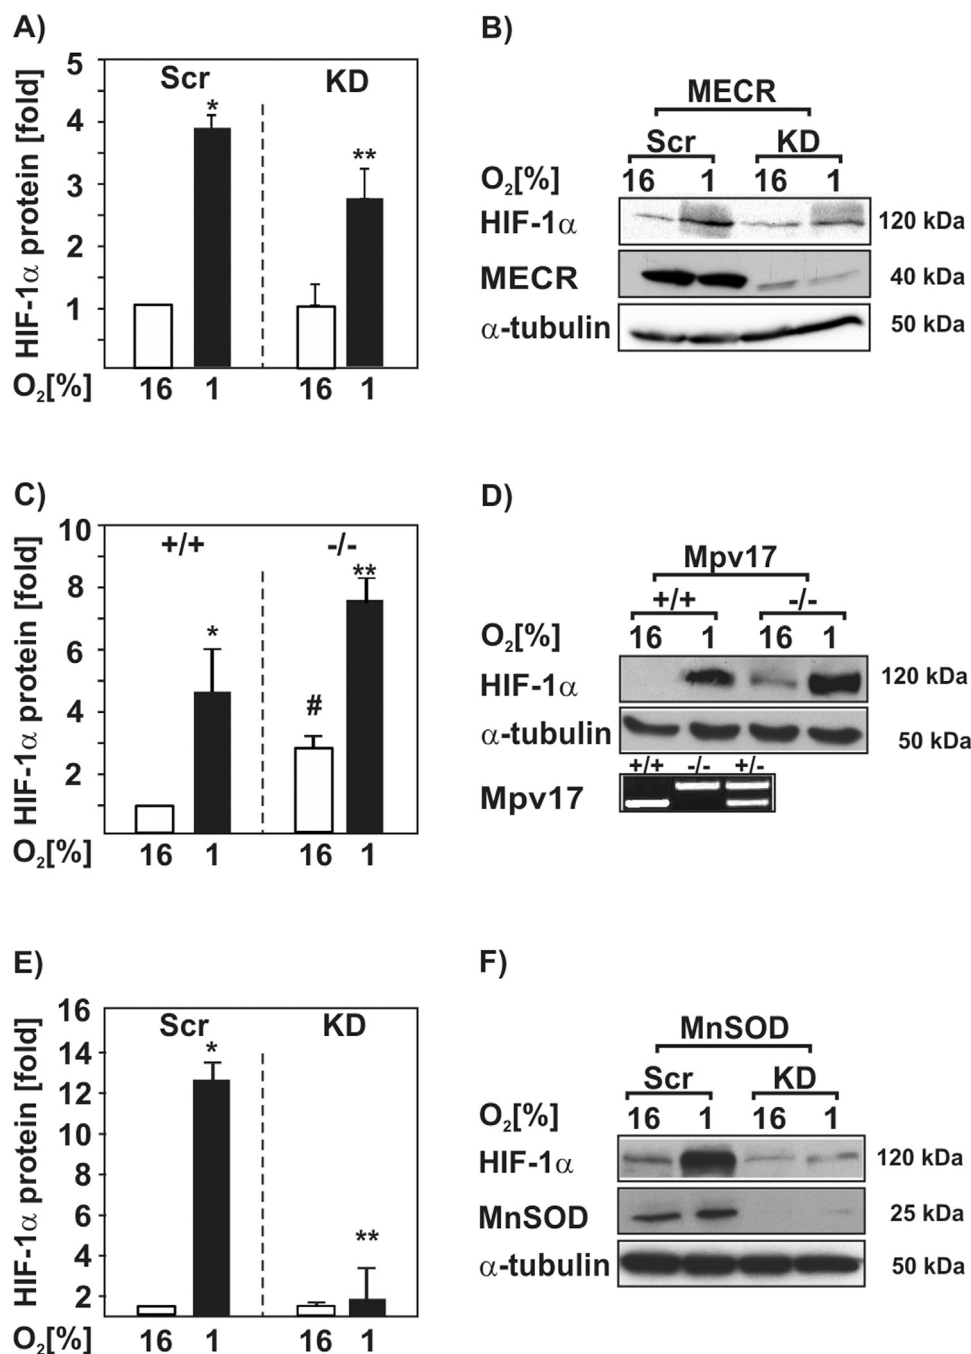 A)
HIF-1α protein [fold]
5
4
3
2
1
Scr
KD
*
**
O₂[%] 16 1 16 1
B)
MECR
Scr KD
O₂[%] 16 1 16 1
HIF-1α 120 kDa
MECR 40 kDa
α-tubulin 50 kDa
C)
HIF-1α protein [fold]
10
8
6
4
2
+/+
-/-
*
#
**
O₂[%] 16 1 16 1
D)
Mpv17
+/+ -/-
O₂[%] 16 1 16 1
HIF-1α 120 kDa
α-tubulin 50 kDa
+/+ -/- +/-
Mpv17
E)
HIF-1α protein [fold]
16
14
12
10
8
6
4
2
Scr
KD
*
**
O₂[%] 16 1 16 1
F)
MnSOD
Scr KD
O₂[%] 16 1 16 1
HIF-1α 120 kDa
MnSOD 25 kDa
α-tubulin 50 kDa